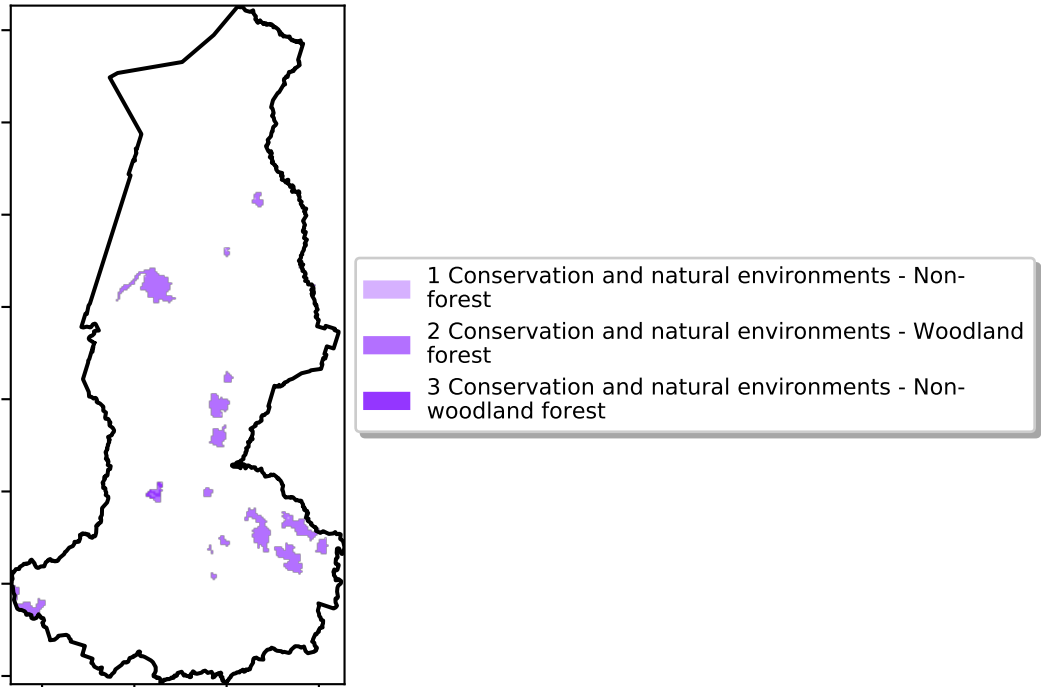 1 Conservation and natural environments - Non-
forest
2 Conservation and natural environments - Woodland
forest
3 Conservation and natural environments - Non-
woodland forest